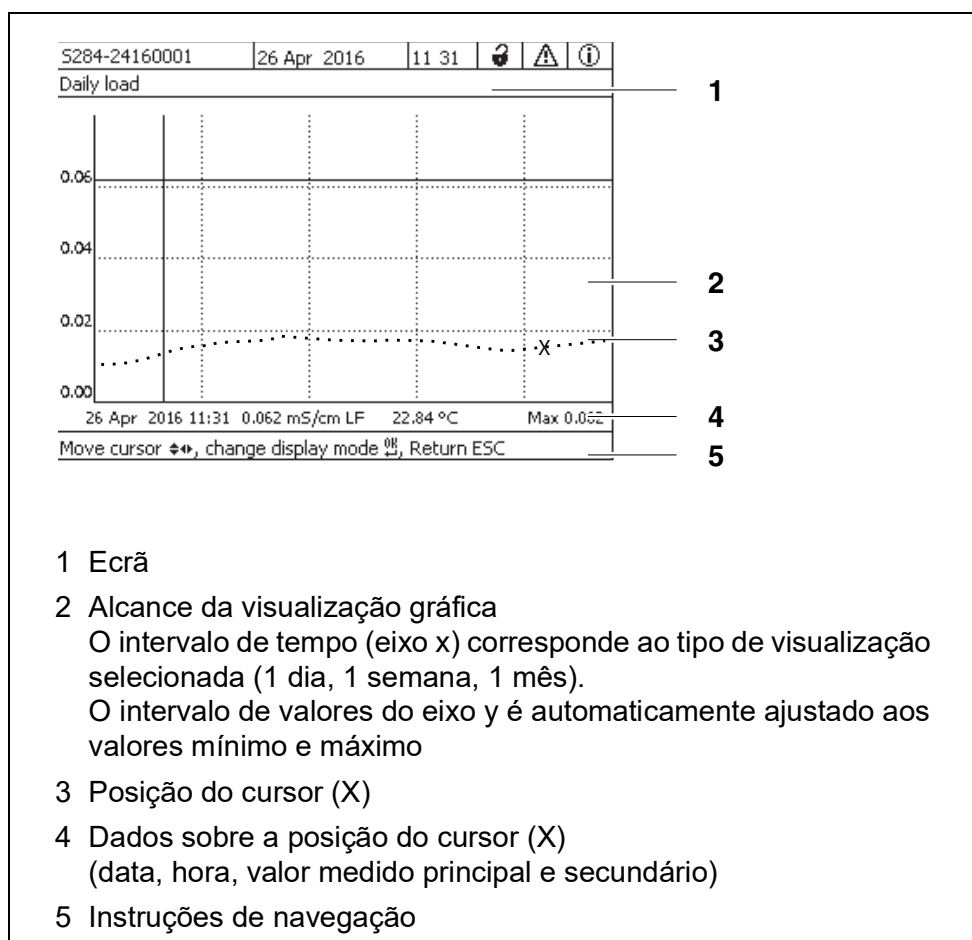 S284-24160001 26 Apr 2016 11 31
Daily load
1
0.06
0.04
2
0.02
3
0.00
26 Apr 2016 11:31 0.062 mS/cm LF 22.84 °C Max 0.062
4
Move cursor, change display mode OK, Return ESC
5
X
1 Ecrã
2 Alcance da visualização gráfica
O intervalo de tempo (eixo x) corresponde ao tipo de visualização
selecionada (1 dia, 1 semana, 1 mês).
O intervalo de valores do eixo y é automaticamente ajustado aos
valores mínimo e máximo
3 Posição do cursor (X)
4 Dados sobre a posição do cursor (X)
(data, hora, valor medido principal e secundário)
5 Instruções de navegação